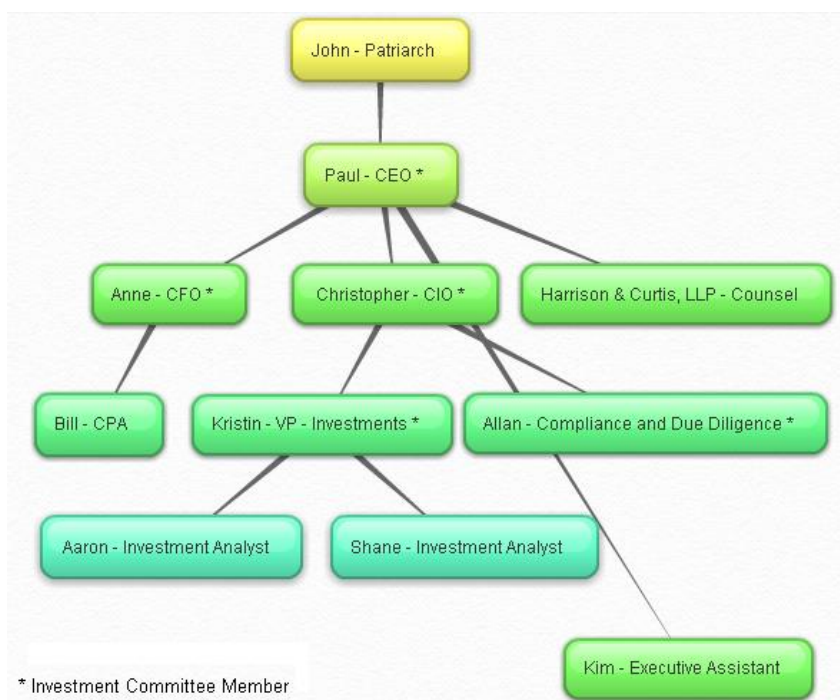 John - Patriarch
Paul - CEO *
Anne - CFO *
Christopher - CIO *
Harrison & Curtis, LLP - Counsel
Bill - CPA
Kristin - VP - Investments *
Allan - Compliance and Due Diligence *
Aaron - Investment Analyst
Shane - Investment Analyst
Kim - Executive Assistant
* Investment Committee Member